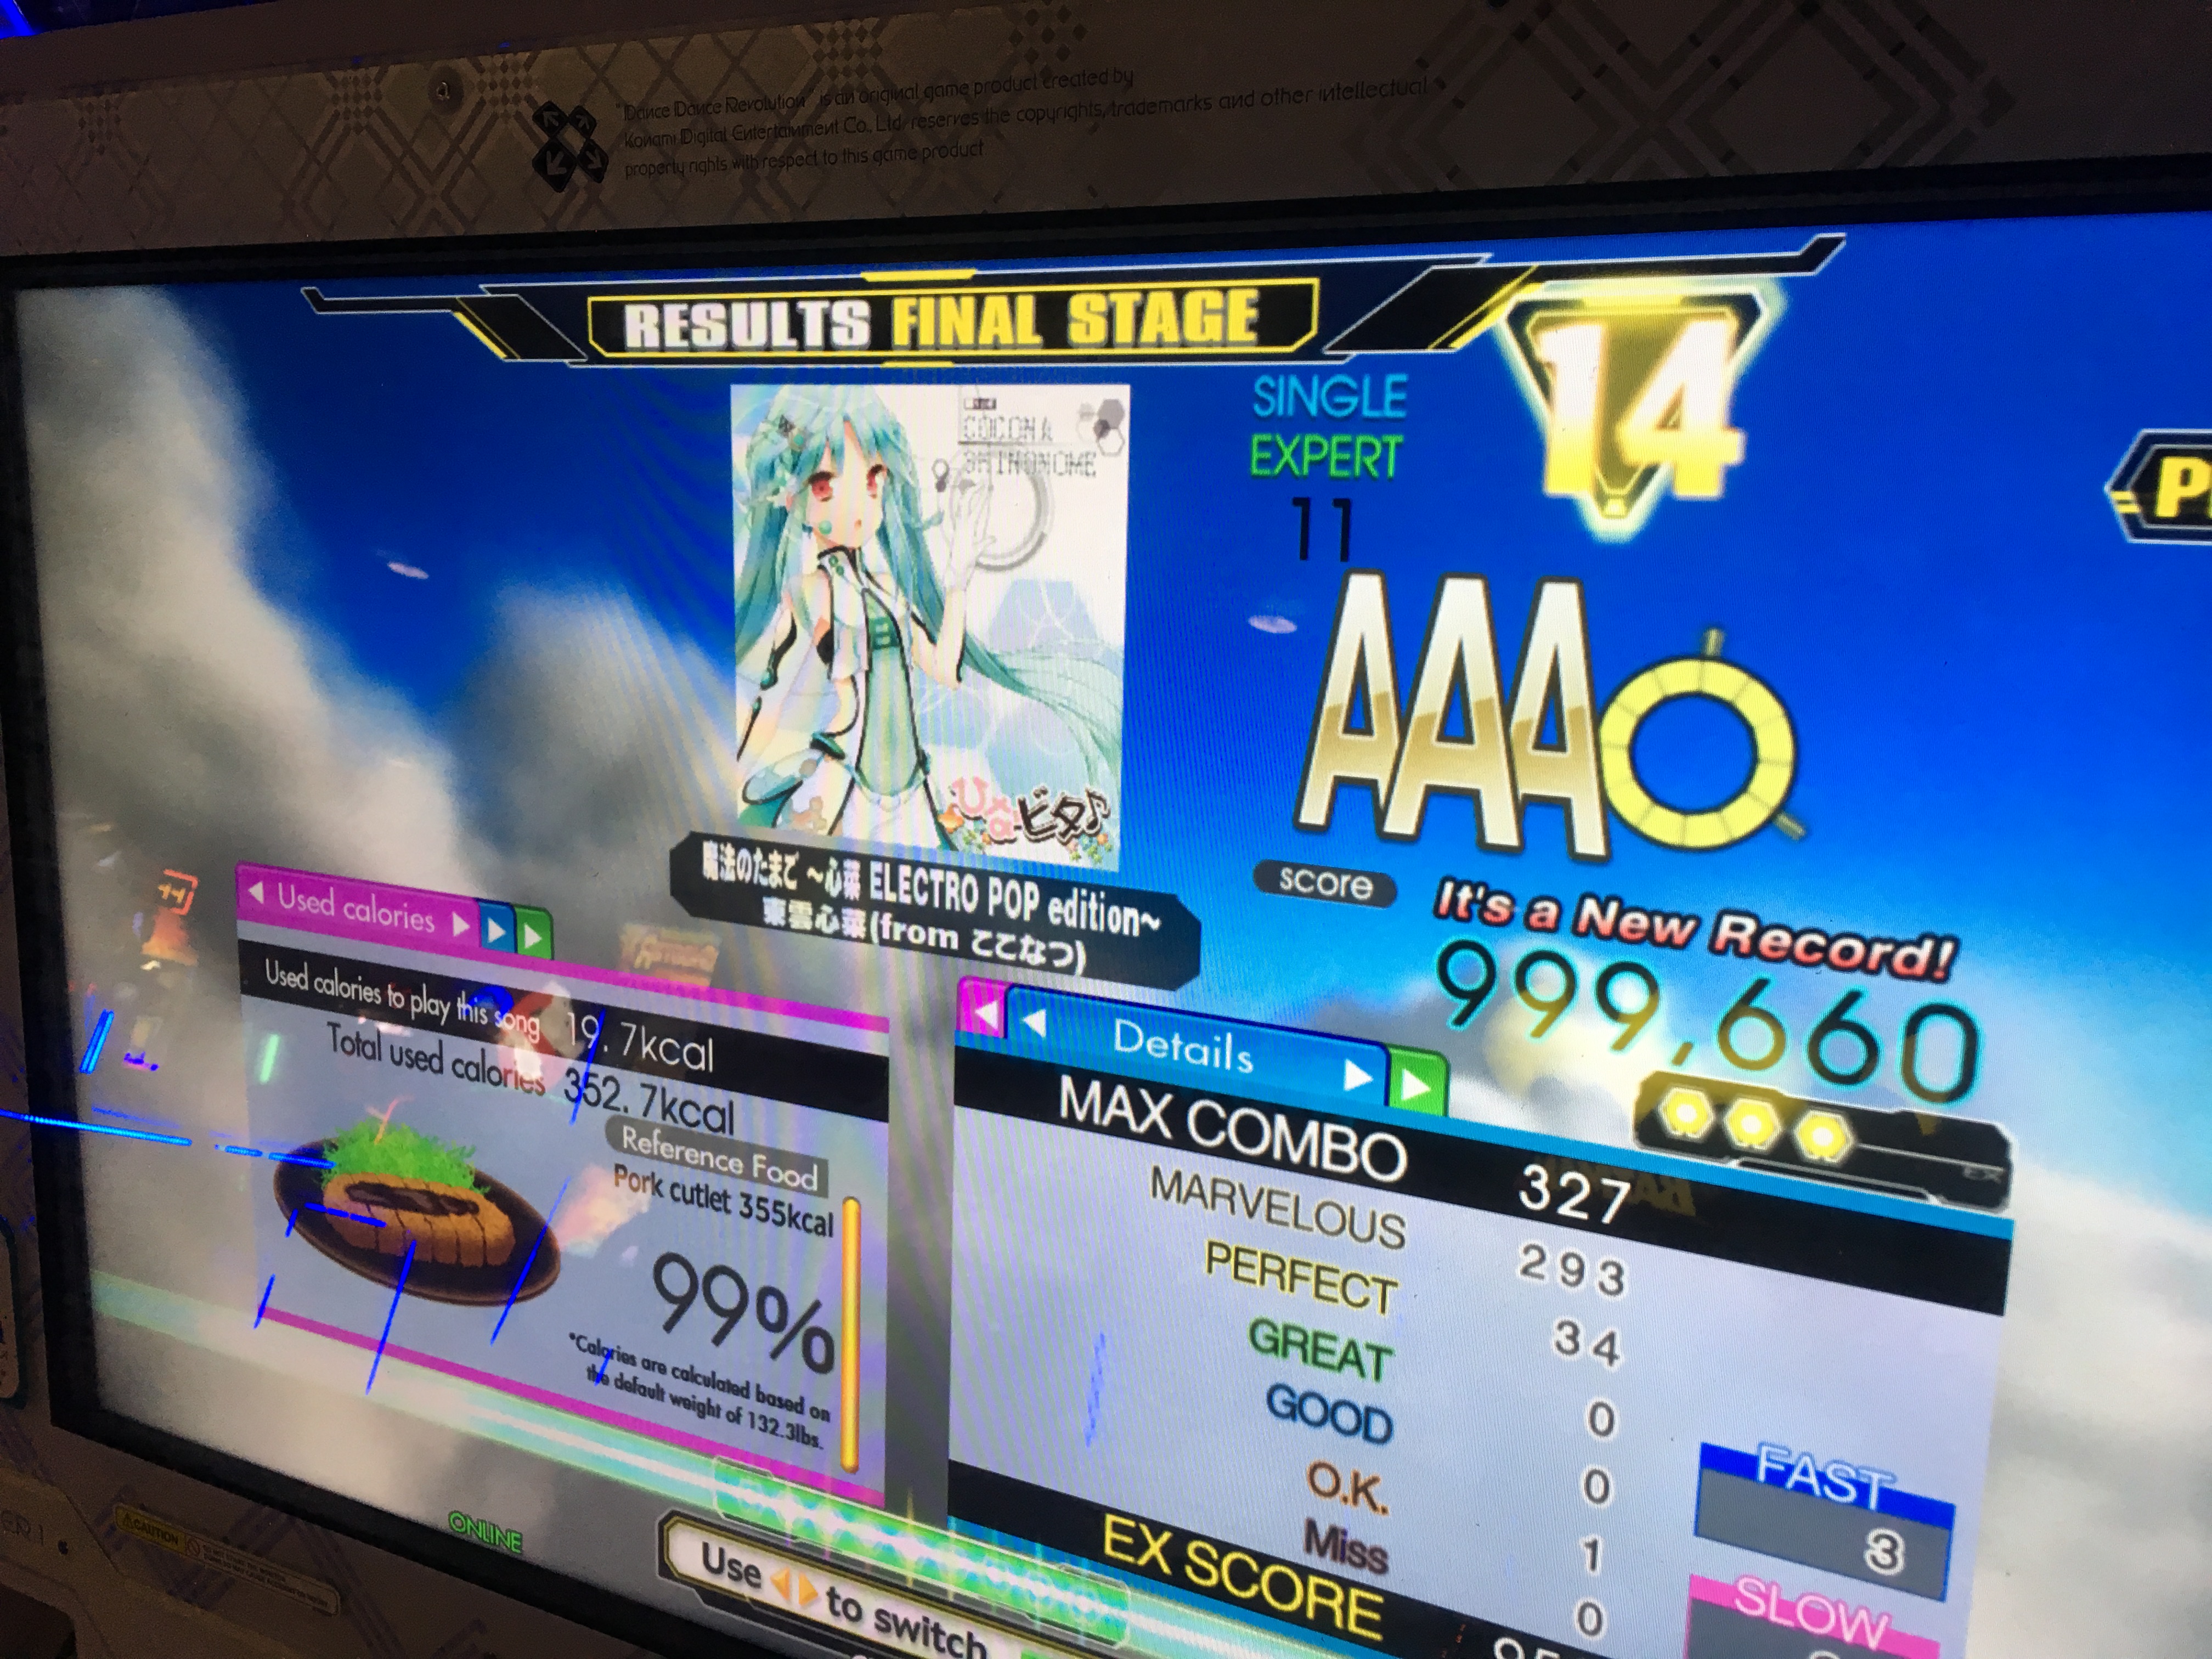 "Dance Dance Revolution" is an original game product created by
Konami Digital Entertainment Co., Ltd. reserves the copyrights, trademarks and other intellectual
property rights with respect to this game product.
RESULTS FINAL STAGE
14
SINGLE
EXPERT
11
COCONA
SHINONOME
ひなビタ♪
AAA
魔法のたまご ~心菜 ELECTRO POP edition~
東雲心菜(from ここなつ)
score
It's a New Record!
999,660
Used calories
Used calories to play this song 19.7kcal
Total used calories 352.7kcal
Reference Food
Pork cutlet 355kcal
99%
*Calories are calculated based on
the default weight of 132.3lbs.
Details
MAX COMBO 327
MARVELOUS 293
PERFECT 34
GREAT 0
GOOD 0
O.K. 1
Miss 0
EX SCORE
FAST
3
SLOW
ONLINE
Use ◀▶ to switch
CAUTION